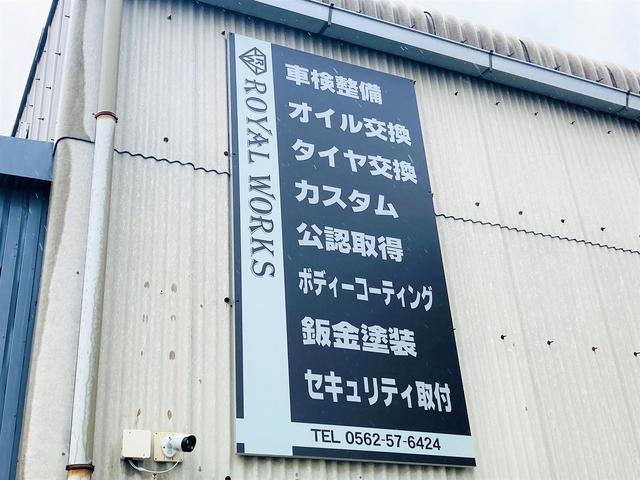 ROYAL WORKS
車検整備
オイル交換
タイヤ交換
カスタム
公認取得
ボディーコーティング
鈑金塗装
セキュリティ取付
TEL 0562-57-6424